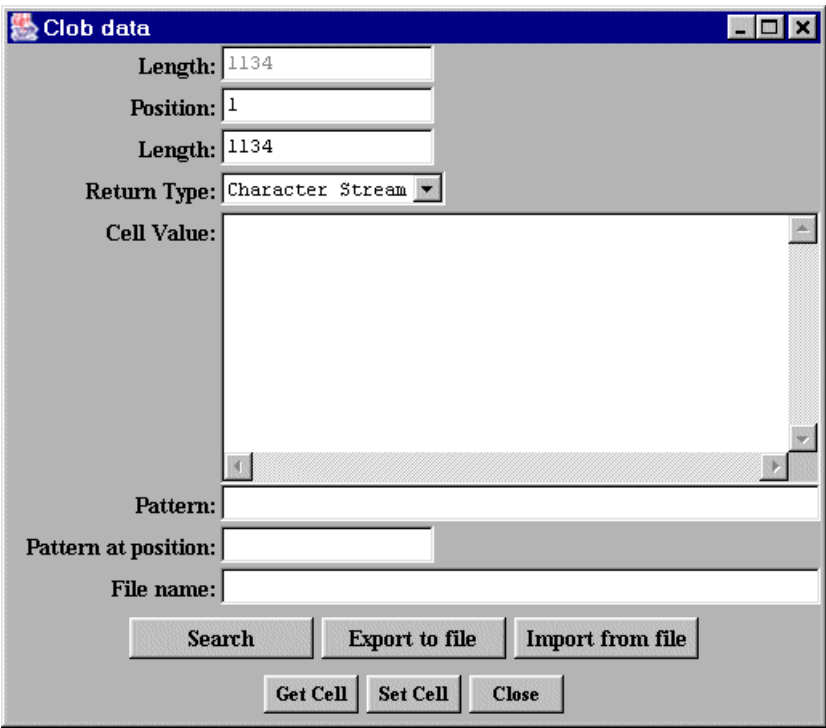 Clob data
Length: 1134
Position: 1
Length: 1134
Return Type: Character Stream
Cell Value:
Pattern:
Pattern at position:
File name:
Search Export to file Import from file
Get Cell Set Cell Close